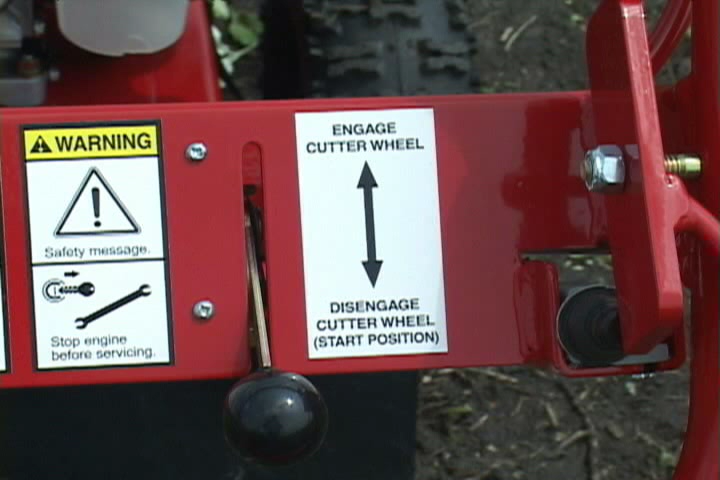 WARNING
Safety message.
Stop engine
before servicing.
ENGAGE
CUTTER WHEEL
DISENGAGE
CUTTER WHEEL
(START POSITION)